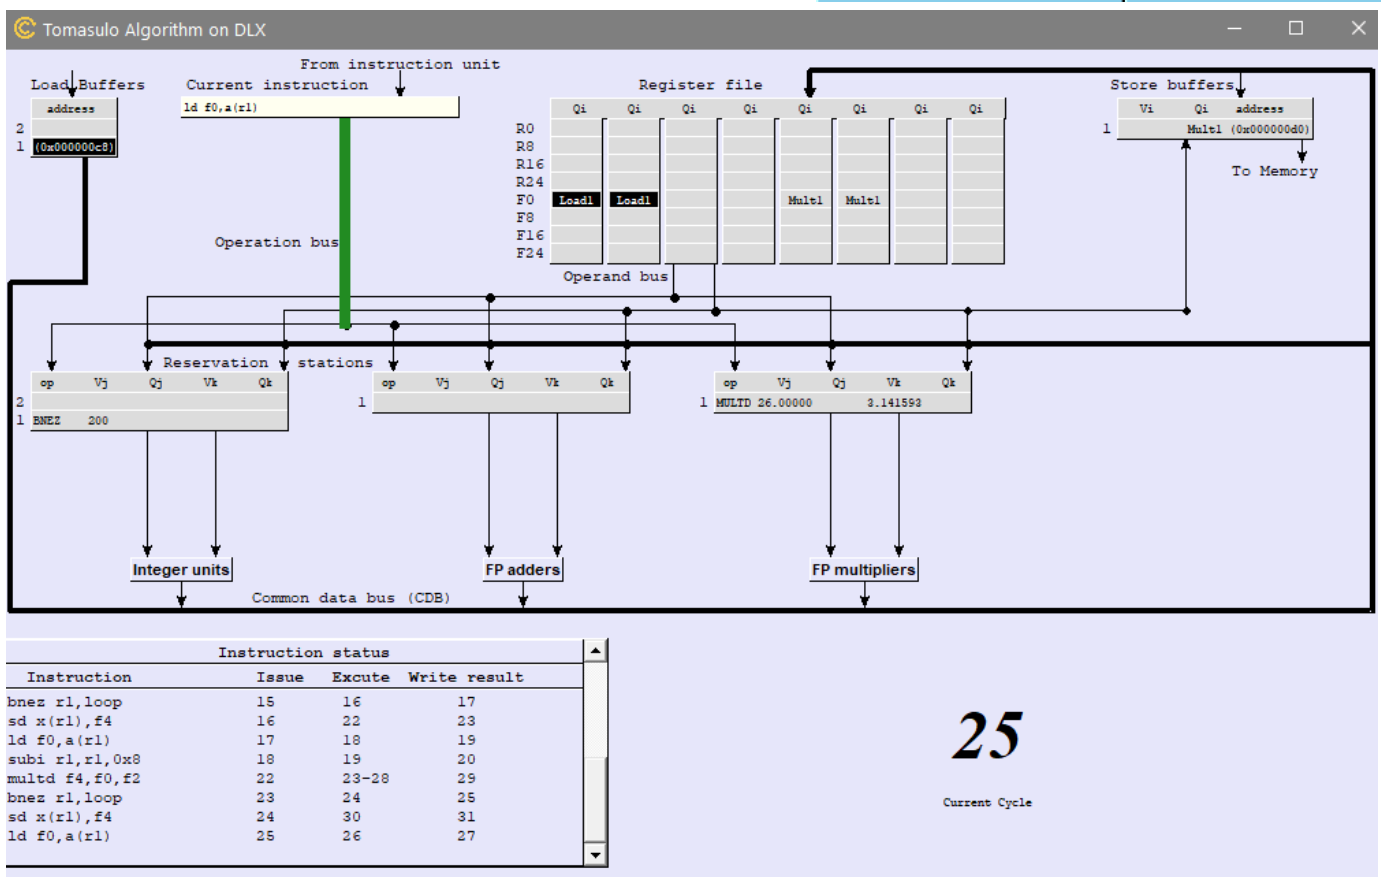 Tomasulo Algorithm on DLX
From instruction unit
Load Buffers
Current instruction
Register file
Store buffers
address
ld f0,a(r1)
Qi Qi Qi Qi Qi Qi Qi Qi
Vi Qi address
2
R0
1 Mult1 (0x000000d0)
1 (0x000000c8)
R8
R16
To Memory
R24
F0 Load1 Load1 Mult1 Mult1
F8
F16
Operation bus
F24
Operand bus
Reservation stations
op Vj Qj Vk Qk
op Vj Qj Vk Qk
op Vj Qj Vk Qk
2
1
1 MULTD 26.00000 3.141593
1 BNEZ 200
Integer units
FP adders
FP multipliers
Common data bus (CDB)
Instruction status
Instruction Issue Excute Write result
bnez r1,loop 15 16 17
sd x(r1),f4 16 22 23
ld f0,a(r1) 17 18 19
subi r1,r1,0x8 18 19 20
multd f4,f0,f2 22 23-28 29
bnez r1,loop 23 24 25
sd x(r1),f4 24 30 31
ld f0,a(r1) 25 26 27
25
Current Cycle